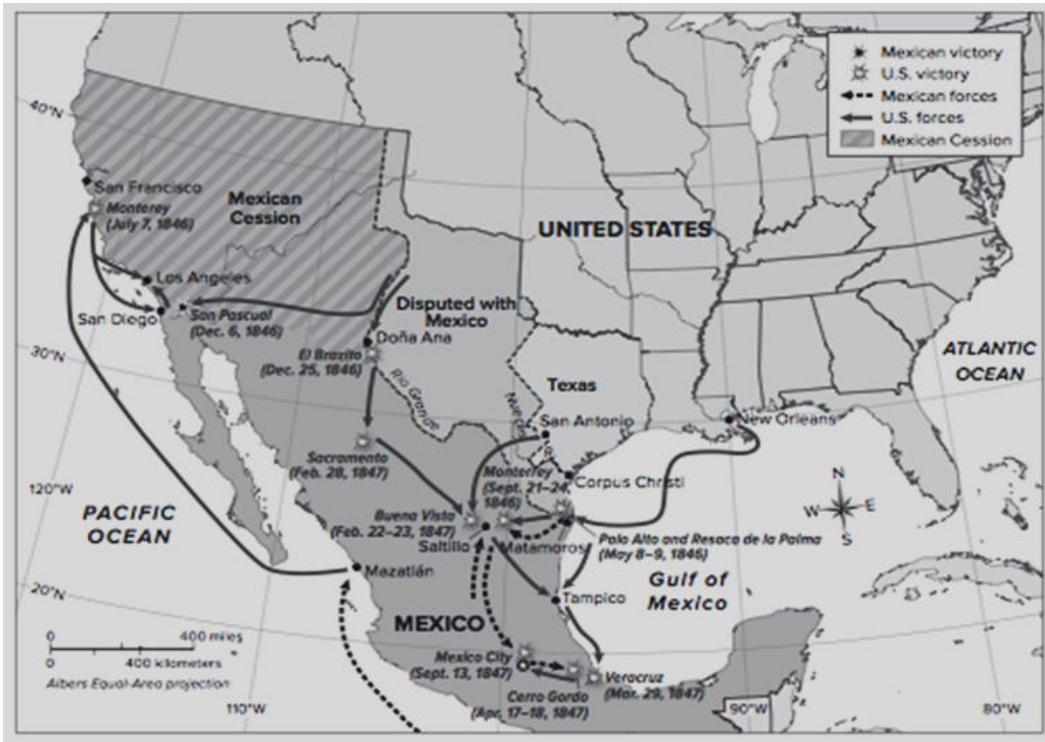 Mexican victory
U.S. victory
Mexican forces
U.S. forces
Mexican Cession
40°N
San Francisco
Monterey
(July 7, 1846)
Mexican
Cession
UNITED STATES
Los Angeles
San Diego
San Pascual
(Dec. 6, 1846)
Disputed with
Mexico
Doña Ana
El Brazito
(Dec. 25, 1846)
30°N
ATLANTIC
OCEAN
Rio Grande
Texas
San Antonio
New Orleans
Sacramento
(Feb. 28, 1847)
Monterrey
(Sept. 21–24,
1846)
Corpus Christi
N
W
E
S
120°W
PACIFIC
OCEAN
Buena Vista
(Feb. 22–23, 1847)
Saltillo
Matamoros
Palo Alto and Resaca de la Palma
(May 8–9, 1846)
Mazatlán
Gulf of
Mexico
Tampico
20°N
MEXICO
0
400 miles
0
400 kilometers
Albers Equal-Area projection
Mexico City
(Sept. 13, 1847)
Veracruz
(Mar. 29, 1847)
Cerro Gordo
(Apr. 17–18, 1847)
110°W
90°W
80°W